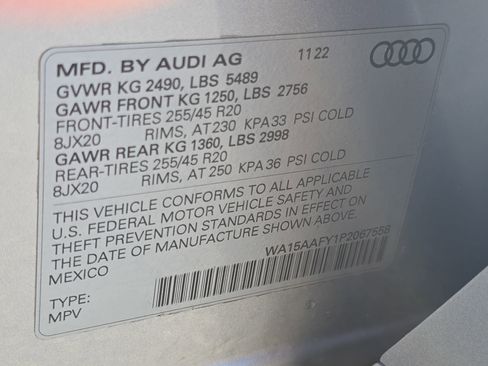 MFD. BY AUDI AG 11 22
GVWR KG 2490, LBS 5489
GAWR FRONT KG 1250, LBS 2756
FRONT-TIRES 255/45 R20
8JX20 RIMS, AT 230 KPA 33 PSI COLD
GAWR REAR KG 1360, LBS 2998
REAR-TIRES 255/45 R20
8JX20 RIMS, AT 250 KPA 36 PSI COLD
THIS VEHICLE CONFORMS TO ALL APPLICABLE
U.S. FEDERAL MOTOR VEHICLE SAFETY AND
THEFT PREVENTION STANDARDS IN EFFECT ON
THE DATE OF MANUFACTURE SHOWN ABOVE.
MEXICO
WA15AAFY1P2067558
TYPE:
MPV